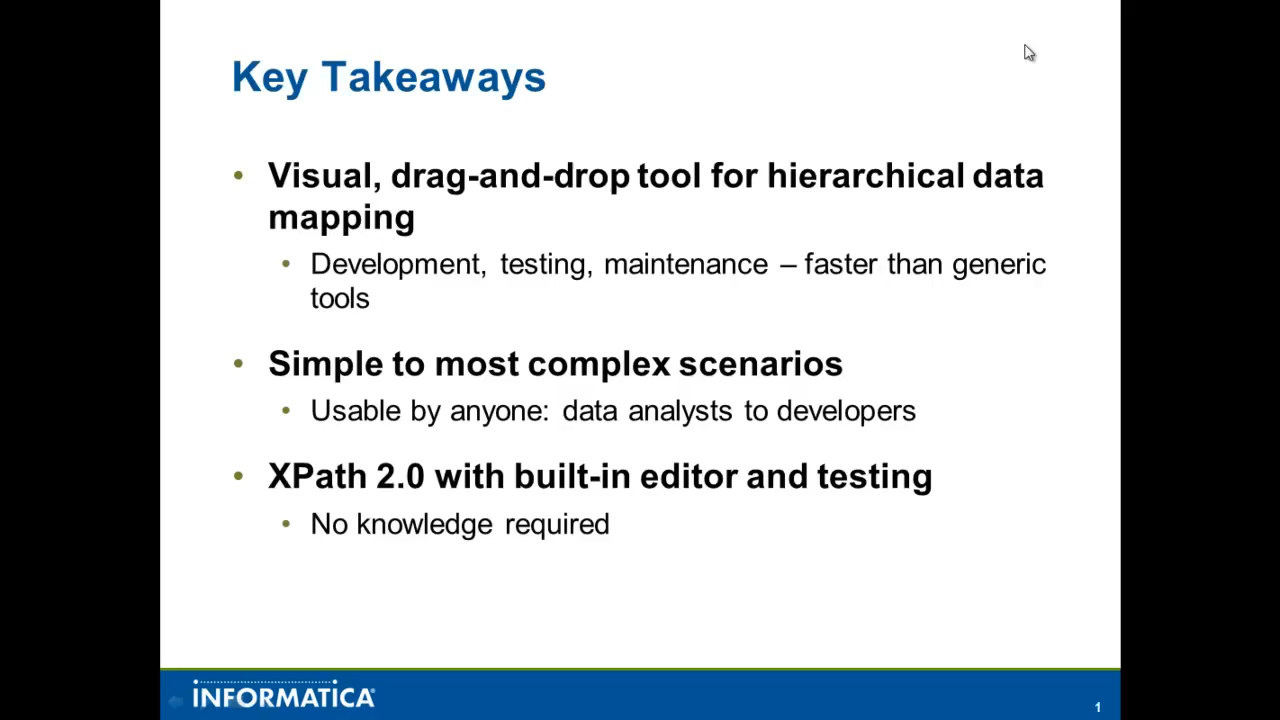 Key Takeaways
• Visual, drag-and-drop tool for hierarchical data
mapping
• Development, testing, maintenance – faster than generic
tools
• Simple to most complex scenarios
• Usable by anyone: data analysts to developers
• XPath 2.0 with built-in editor and testing
• No knowledge required
INFORMATICA®
1